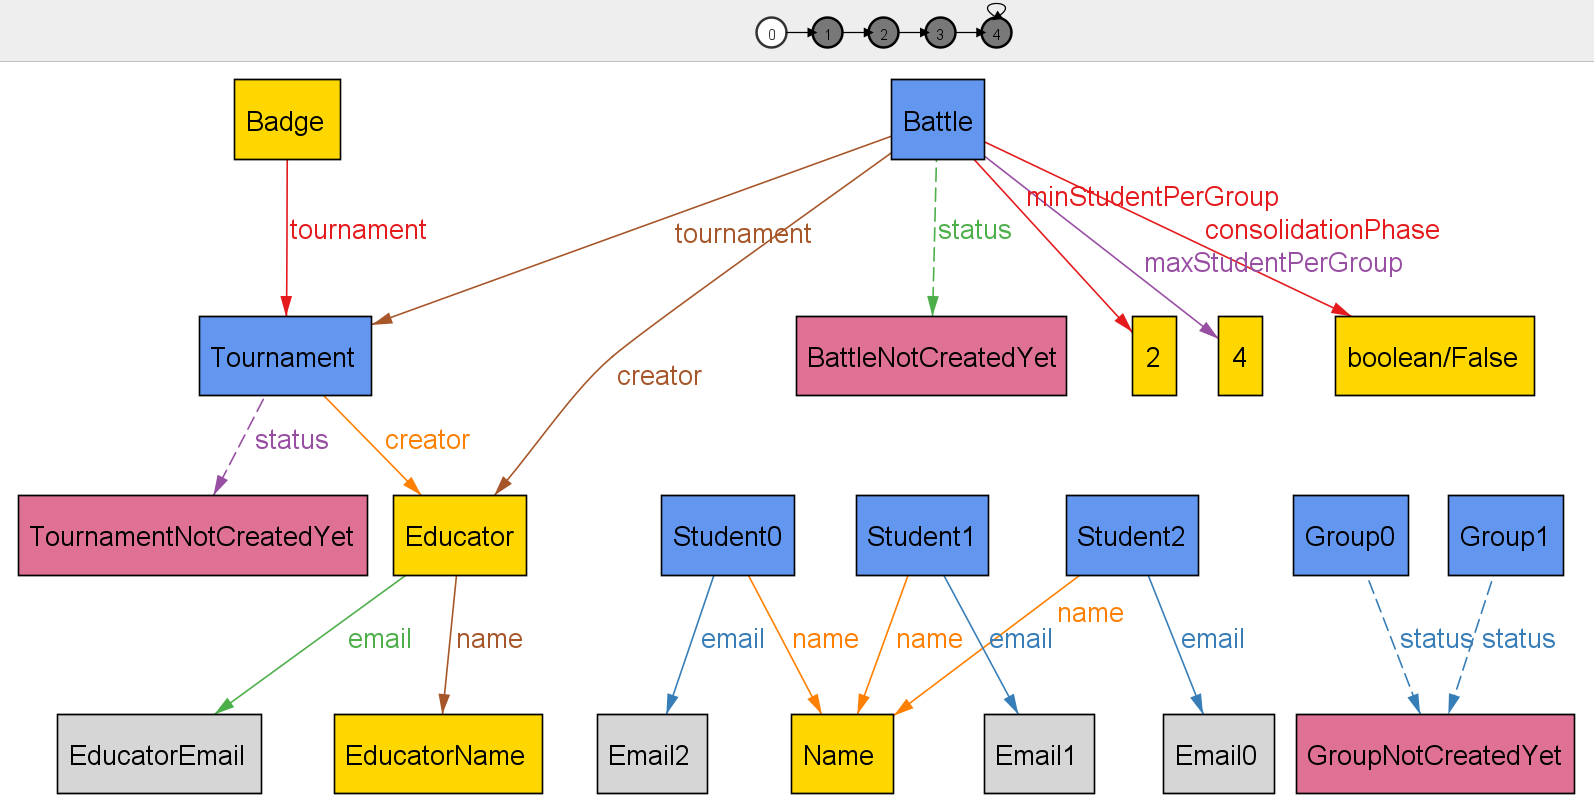 0 1 2 3 4
Badge
Battle
minStudentPerGroup
tournament
tournament
status
consolidationPhase
maxStudentPerGroup
Tournament
BattleNotCreatedYet
2
4
boolean/False
creator
status
creator
TournamentNotCreatedYet
Educator
Student0
Student1
Student2
Group0
Group1
name
email
name
email
name
name
email
email
status
status
EducatorEmail
EducatorName
Email2
Name
Email1
Email0
GroupNotCreatedYet